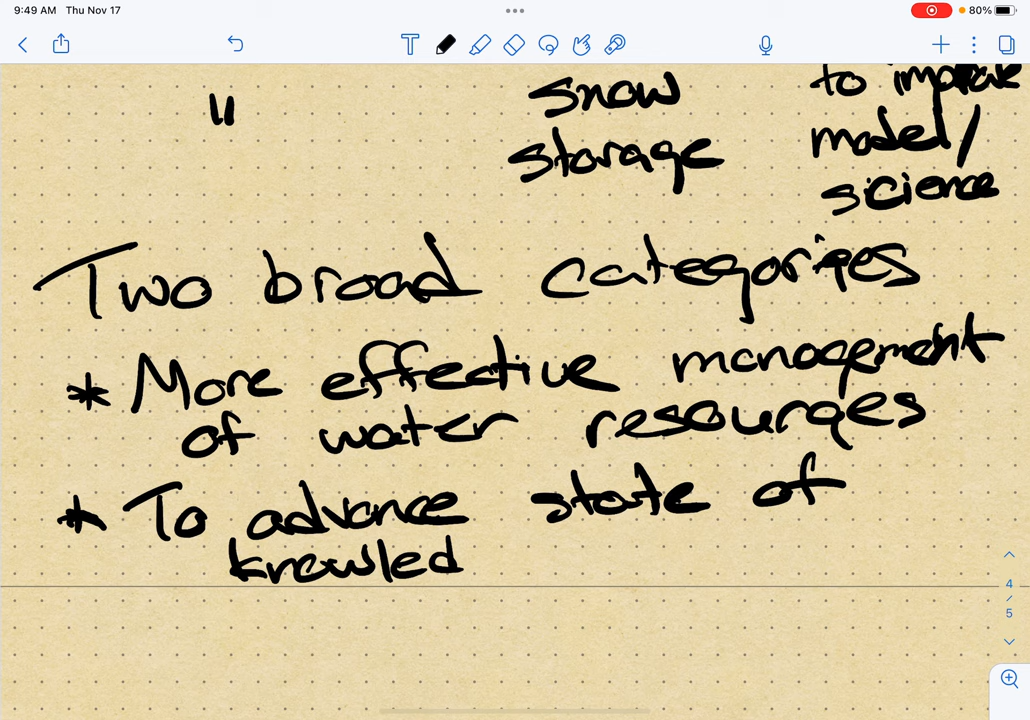 9:49 AM Thu Nov 17
80%
T
"
snow
storage
to improve
model/
science
Two broad categories
* More effective management
of water resources
* To advance state of
knowled
4
/
5